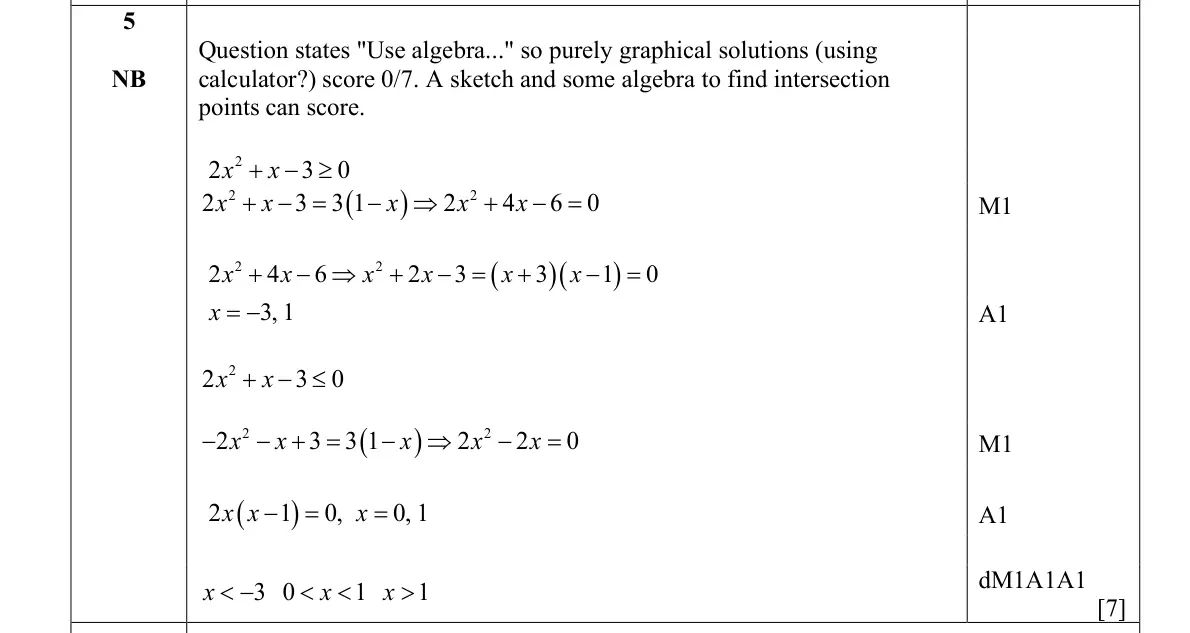 5
NB
Question states "Use algebra..." so purely graphical solutions (using
calculator?) score 0/7. A sketch and some algebra to find intersection
points can score.
2x² + x − 3 ≥ 0
2x² + x − 3 = 3(1 − x) ⇒ 2x² + 4x − 6 = 0
M1
2x² + 4x − 6 ⇒ x² + 2x − 3 = (x + 3)(x − 1) = 0
x = −3, 1
A1
2x² + x − 3 ≤ 0
−2x² − x + 3 = 3(1 − x) ⇒ 2x² − 2x = 0
M1
2x(x − 1) = 0, x = 0, 1
A1
x < −3 0 < x < 1 x > 1
dM1A1A1
[7]